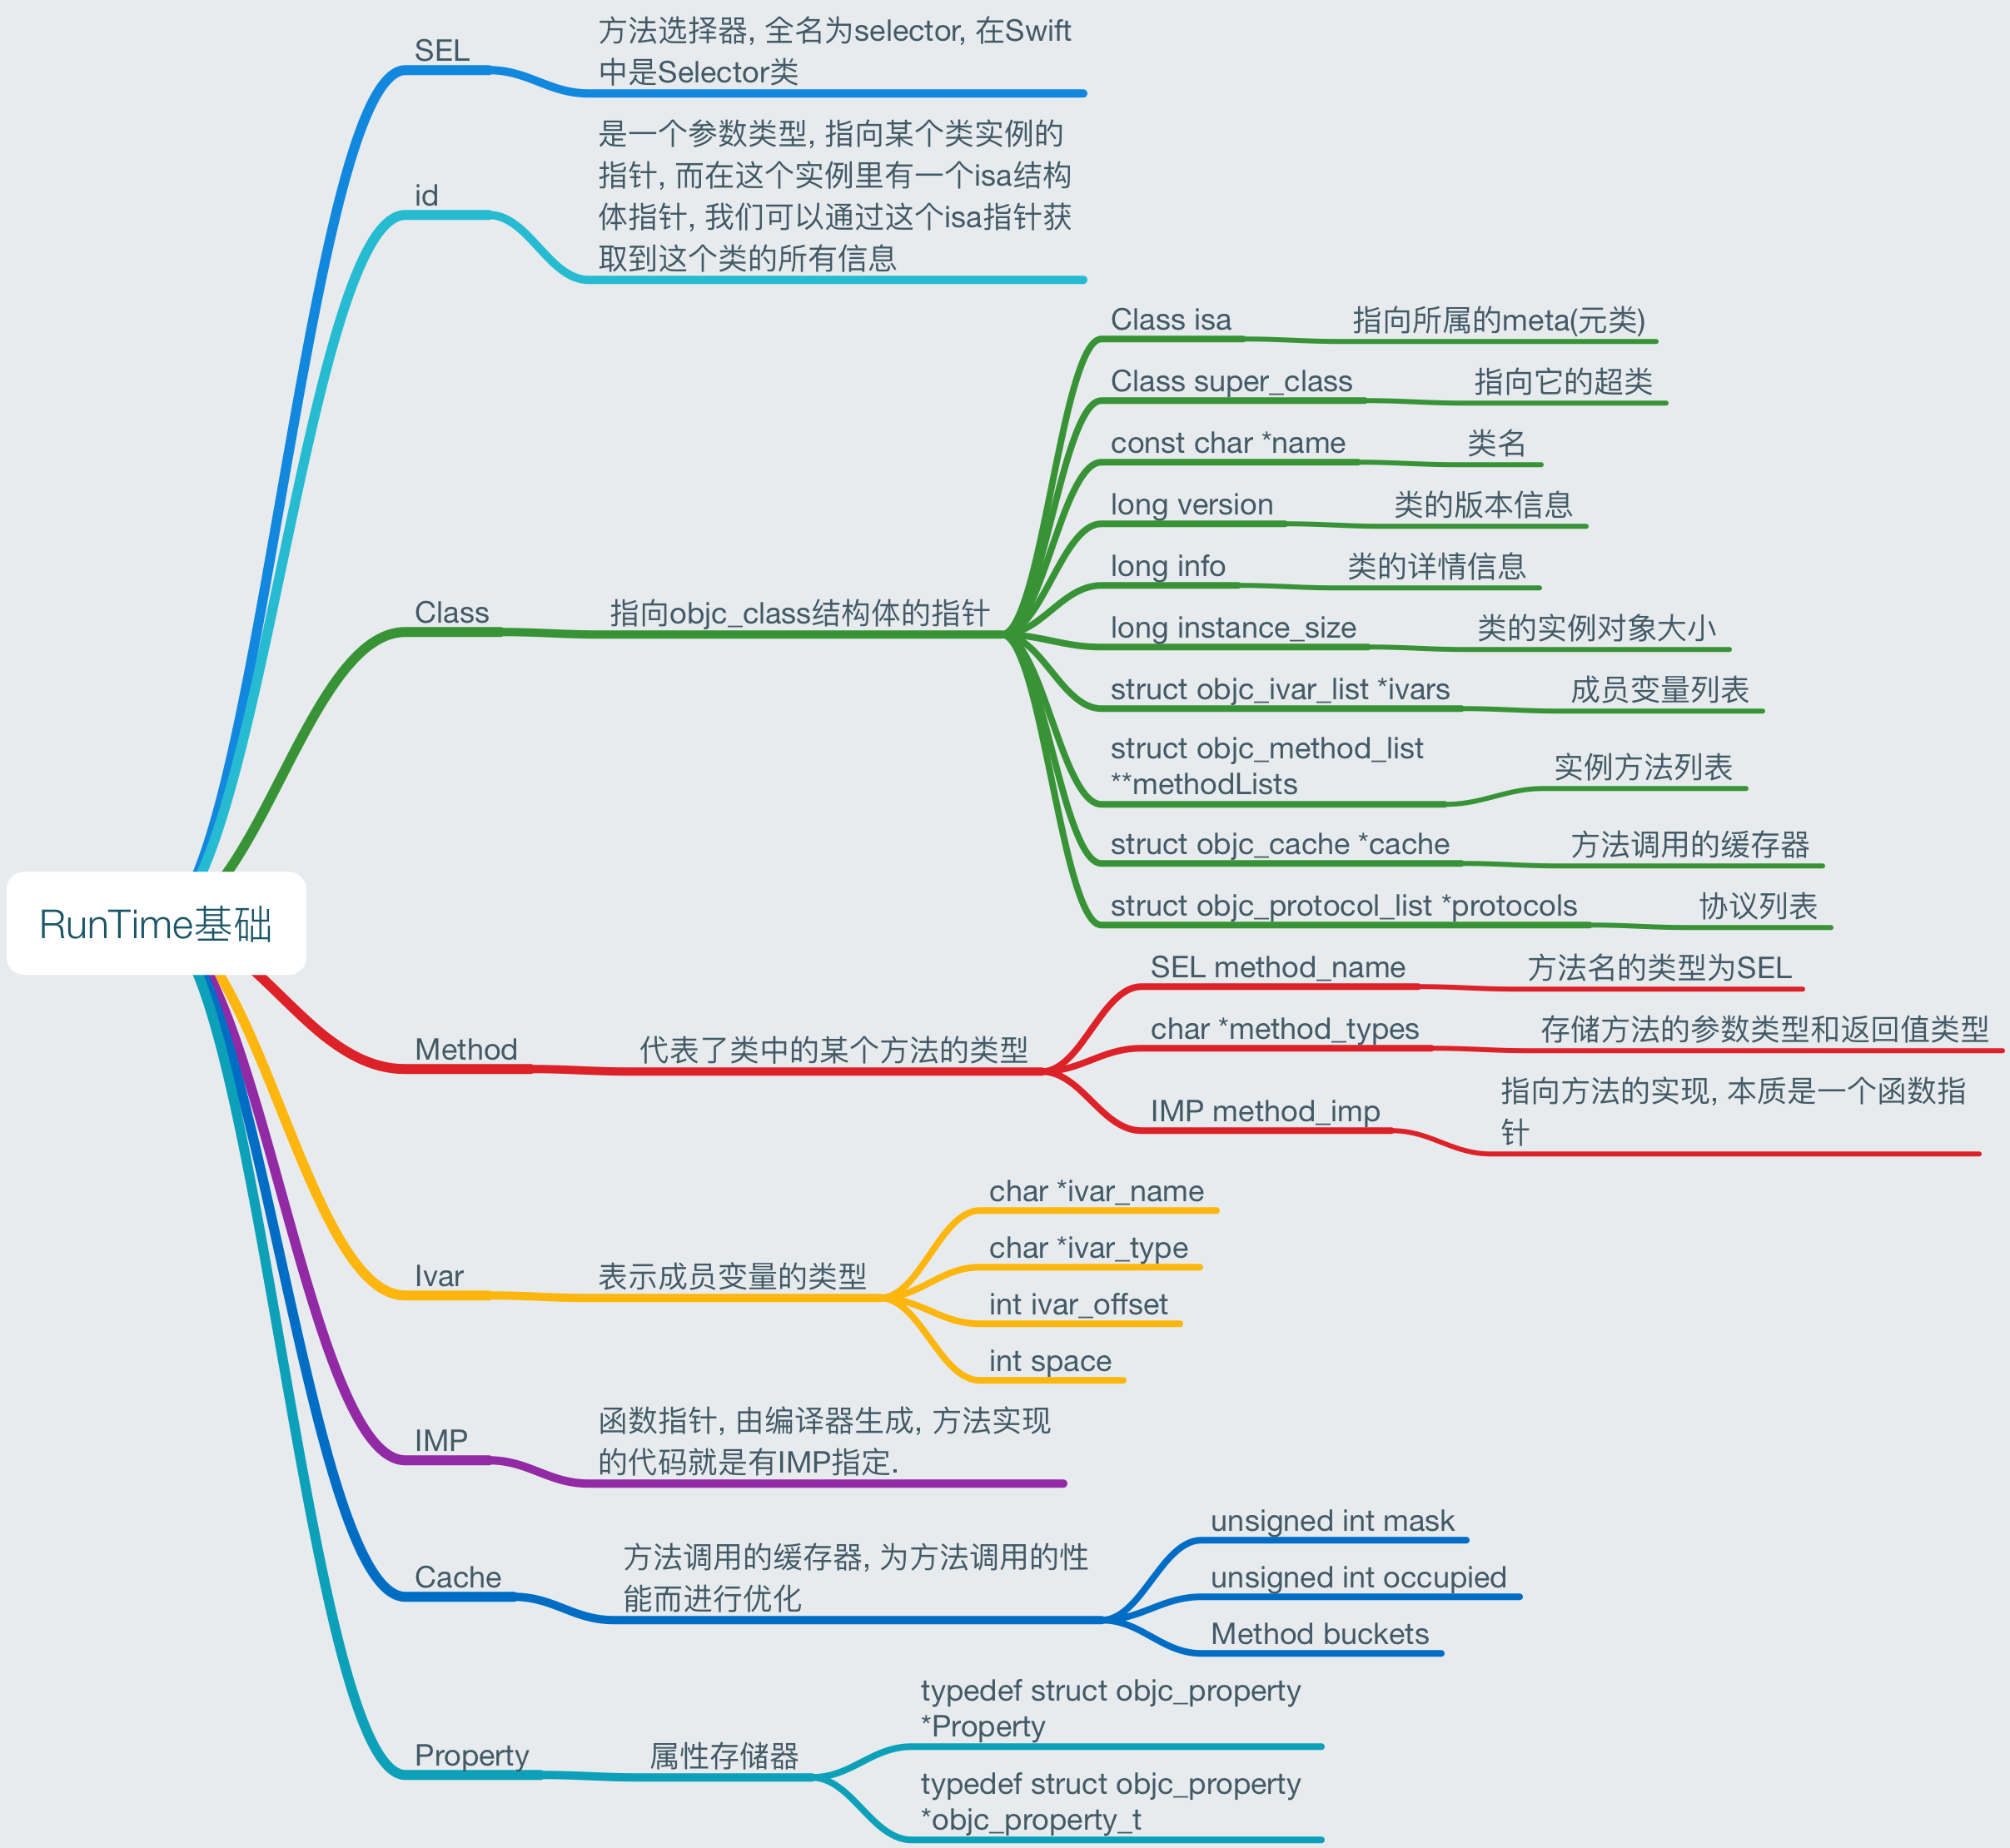 RunTime基础
SEL
方法选择器, 全名为selector, 在Swift
中是Selector类
id
是一个参数类型, 指向某个类实例的
指针, 而在这个实例里有一个isa结构
体指针, 我们可以通过这个isa指针获
取到这个类的所有信息
Class
指向objc_class结构体的指针
Class isa
指向所属的meta(元类)
Class super_class
指向它的超类
const char *name
类名
long version
类的版本信息
long info
类的详情信息
long instance_size
类的实例对象大小
struct objc_ivar_list *ivars
成员变量列表
struct objc_method_list
**methodLists
实例方法列表
struct objc_cache *cache
方法调用的缓存器
struct objc_protocol_list *protocols
协议列表
Method
代表了类中的某个方法的类型
SEL method_name
方法名的类型为SEL
char *method_types
存储方法的参数类型和返回值类型
IMP method_imp
指向方法的实现, 本质是一个函数指
针
Ivar
表示成员变量的类型
char *ivar_name
char *ivar_type
int ivar_offset
int space
IMP
函数指针, 由编译器生成, 方法实现
的代码就是有IMP指定.
Cache
方法调用的缓存器, 为方法调用的性
能而进行优化
unsigned int mask
unsigned int occupied
Method buckets
Property
属性存储器
typedef struct objc_property
*Property
typedef struct objc_property
*objc_property_t